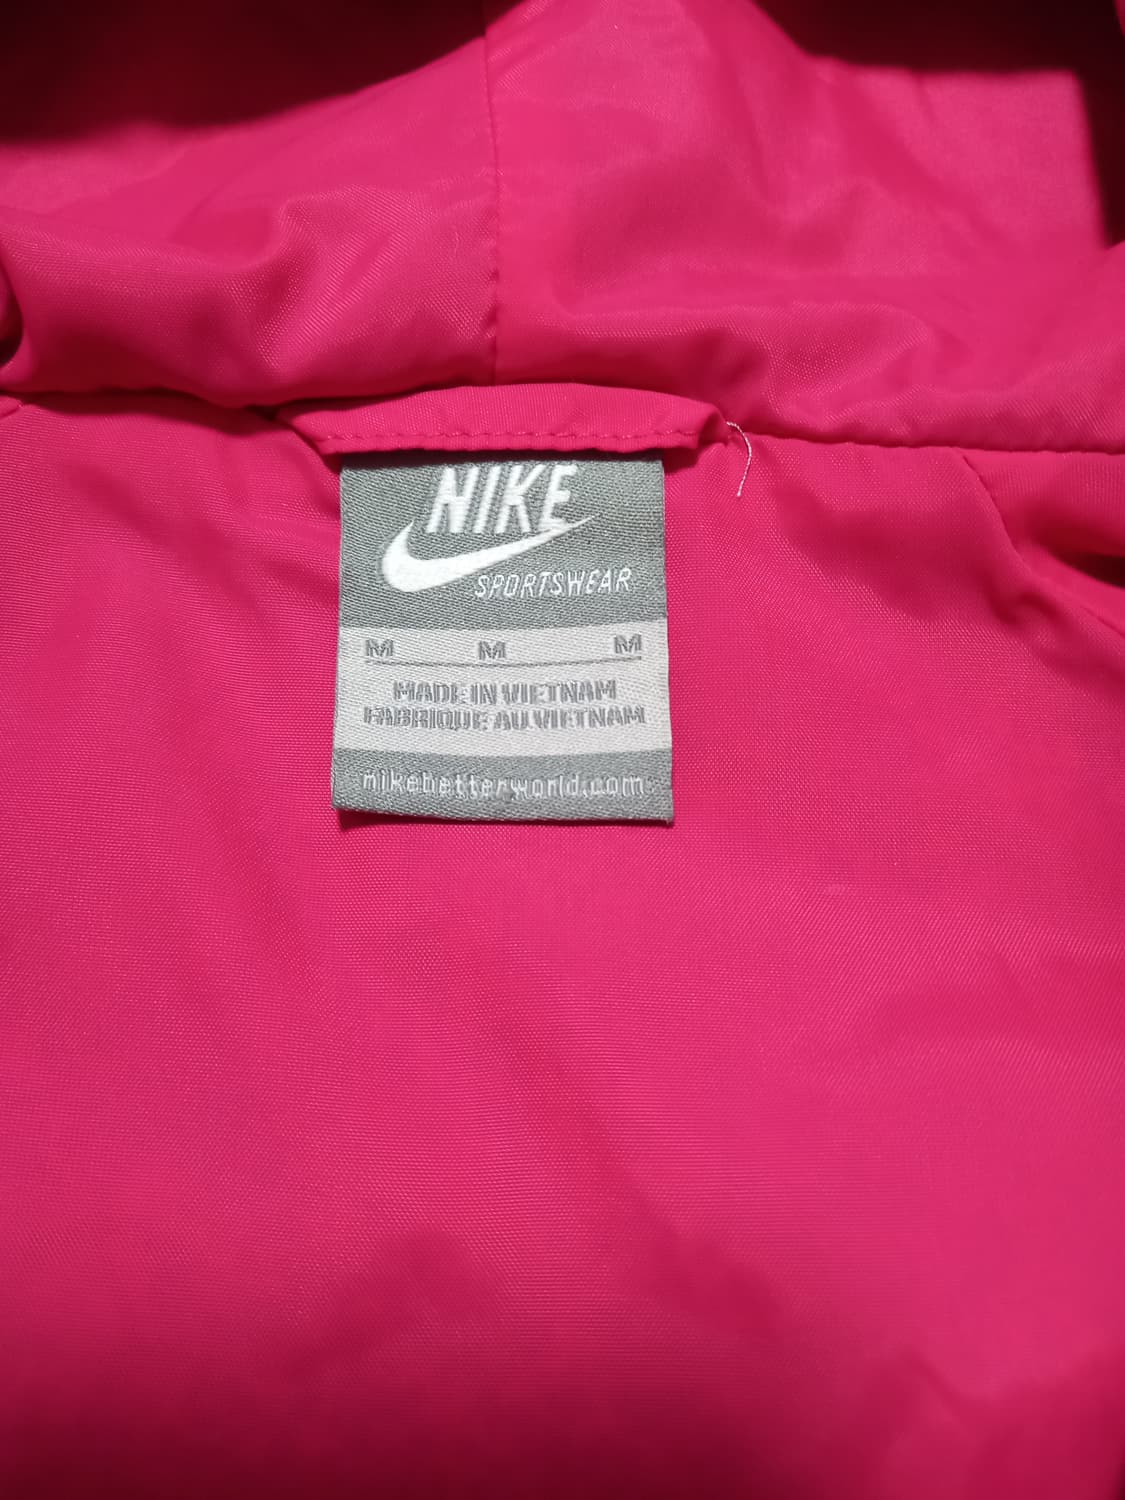 NIKE
SPORTSWEAR
M M M
MADE IN VIETNAM
FABRIQUE AU VIETNAM
nikebetterworld.com